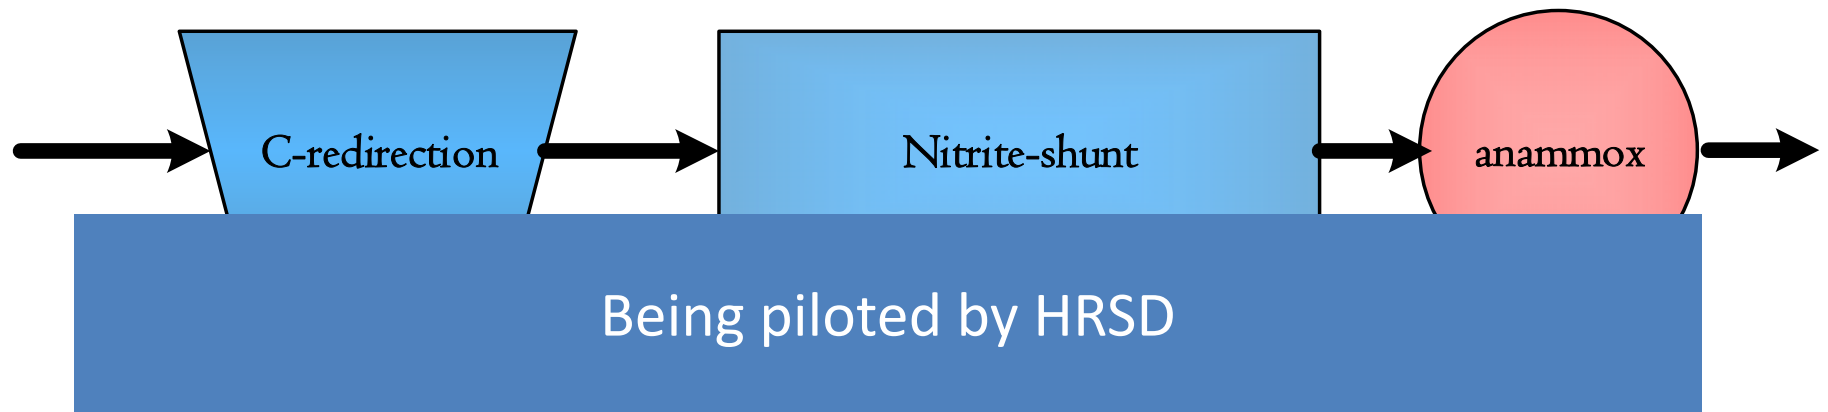 C-redirection
Nitrite-shunt
anammox
Being piloted by HRSD